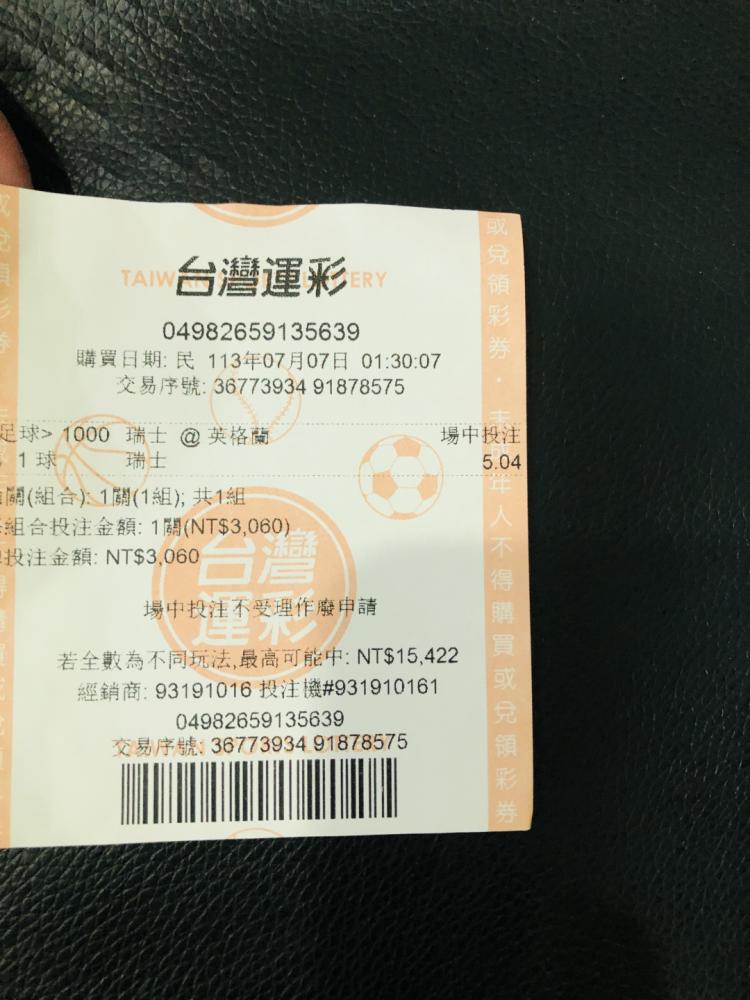 台灣運彩
TAIWAN SPORTS LOTTERY
04982659135639
購買日期: 民 113年07月07日 01:30:07
交易序號: 36773934 91878575
足球> 1000 瑞士 @ 英格蘭 場中投注
1 球 瑞士 5.04
關(組合): 1關(1組); 共1組
組合投注金額: 1關(NT$3,060)
投注金額: NT$3,060
台灣運彩
場中投注不受理作廢申請
若全數為不同玩法,最高可能中: NT$15,422
經銷商: 93191016 投注機#931910161
04982659135639
交易序號: 36773934 91878575
或兌領彩券・未成年人不得購買或兌領彩券